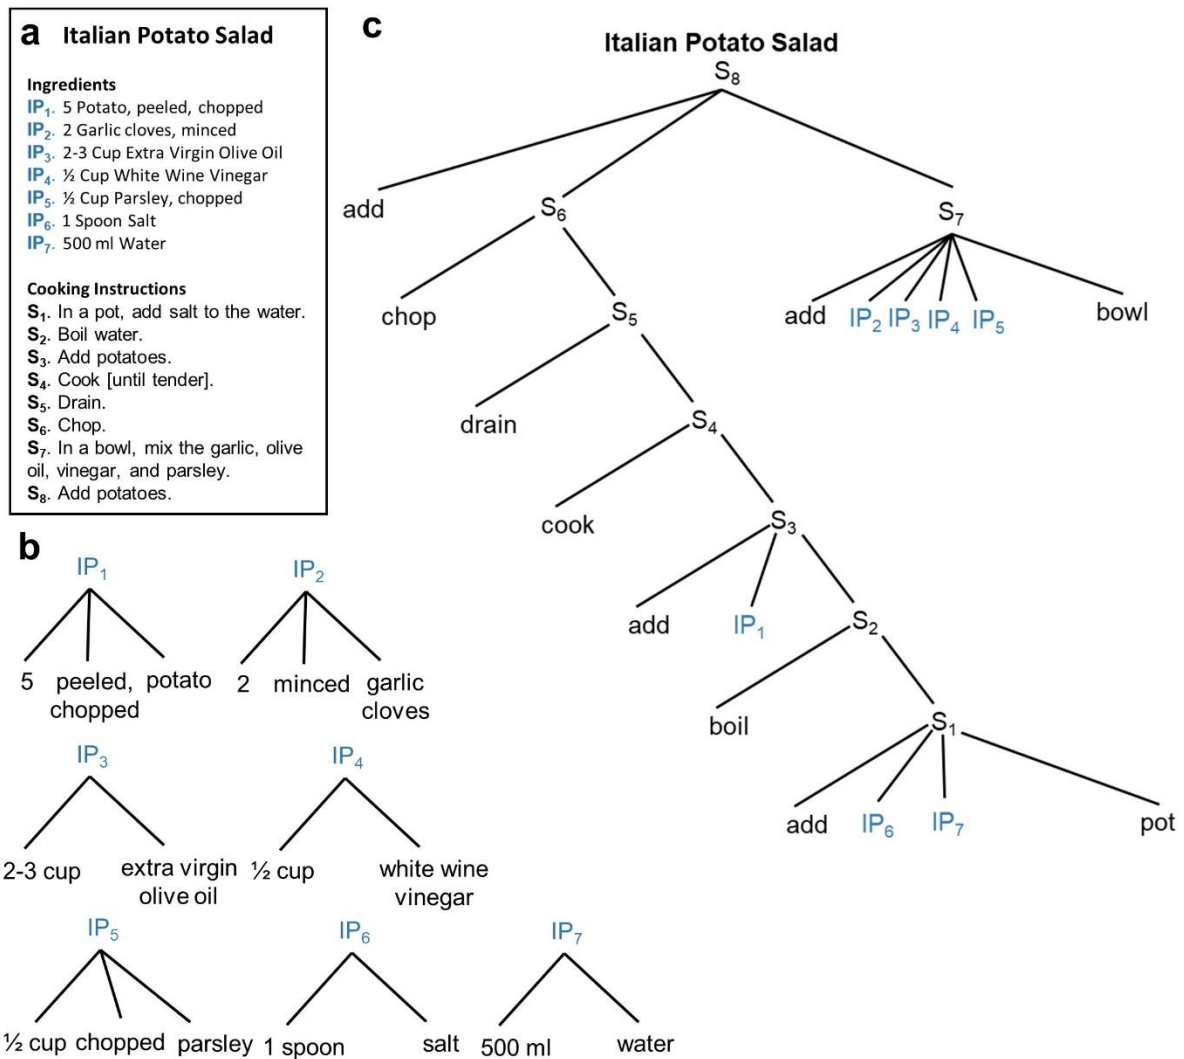 a Italian Potato Salad
Ingredients
IP₁. 5 Potato, peeled, chopped
IP₂. 2 Garlic cloves, minced
IP₃. 2-3 Cup Extra Virgin Olive Oil
IP₄. ½ Cup White Wine Vinegar
IP₅. ½ Cup Parsley, chopped
IP₆. 1 Spoon Salt
IP₇. 500 ml Water
Cooking Instructions
S₁. In a pot, add salt to the water.
S₂. Boil water.
S₃. Add potatoes.
S₄. Cook [until tender].
S₅. Drain.
S₆. Chop.
S₇. In a bowl, mix the garlic, olive
oil, vinegar, and parsley.
S₈. Add potatoes.
b
IP₁ IP₂
5 peeled, potato 2 minced garlic
chopped cloves
IP₃ IP₄
2-3 cup extra virgin ½ cup white wine
olive oil vinegar
IP₅ IP₆ IP₇
½ cup chopped parsley 1 spoon salt 500 ml water
c
Italian Potato Salad
S₈
add S₆ S₇
chop S₅ add IP₂ IP₃ IP₄ IP₅ bowl
drain S₄
cook S₃
add IP₁ S₂
boil S₁
add IP₆ IP₇ pot